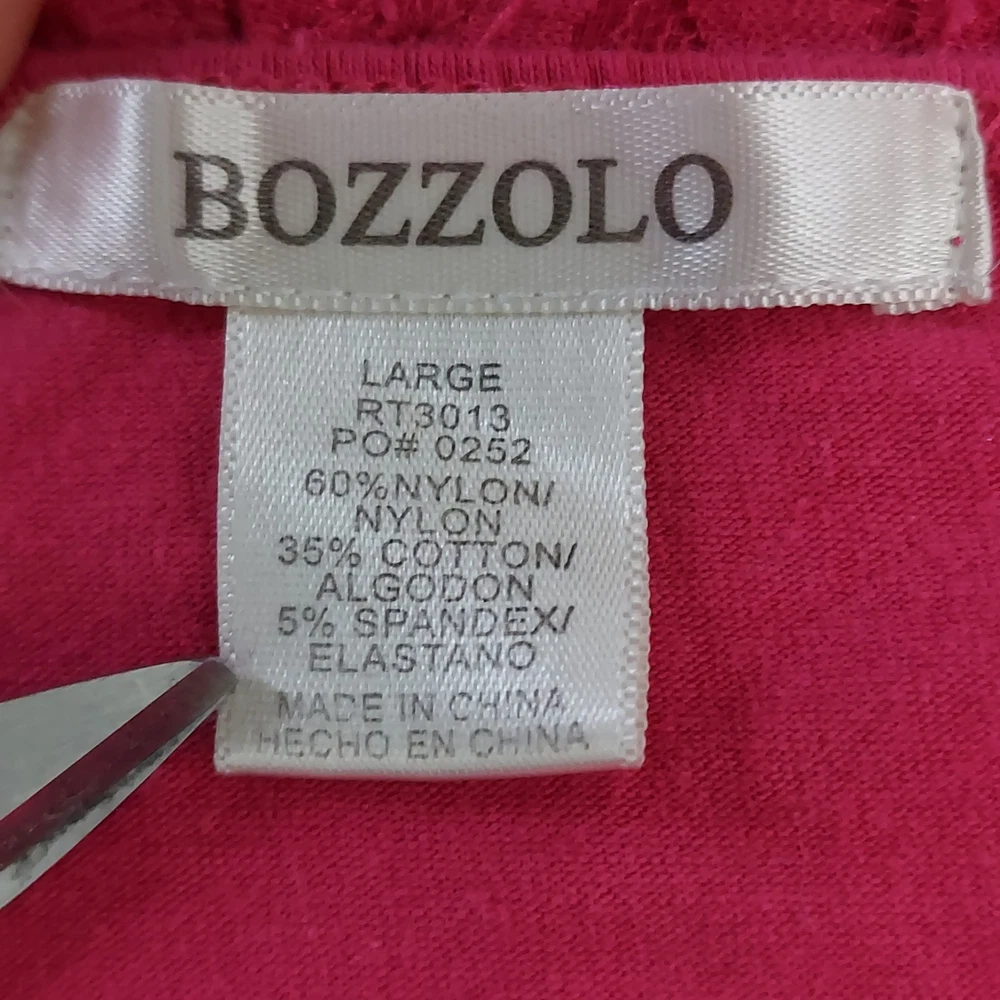 BOZZOLO
LARGE
RT3013
PO# 0252
60%NYLON/
NYLON
35% COTTON/
ALGODON
5% SPANDEX/
ELASTANO
MADE IN CHINA
HECHO EN CHINA